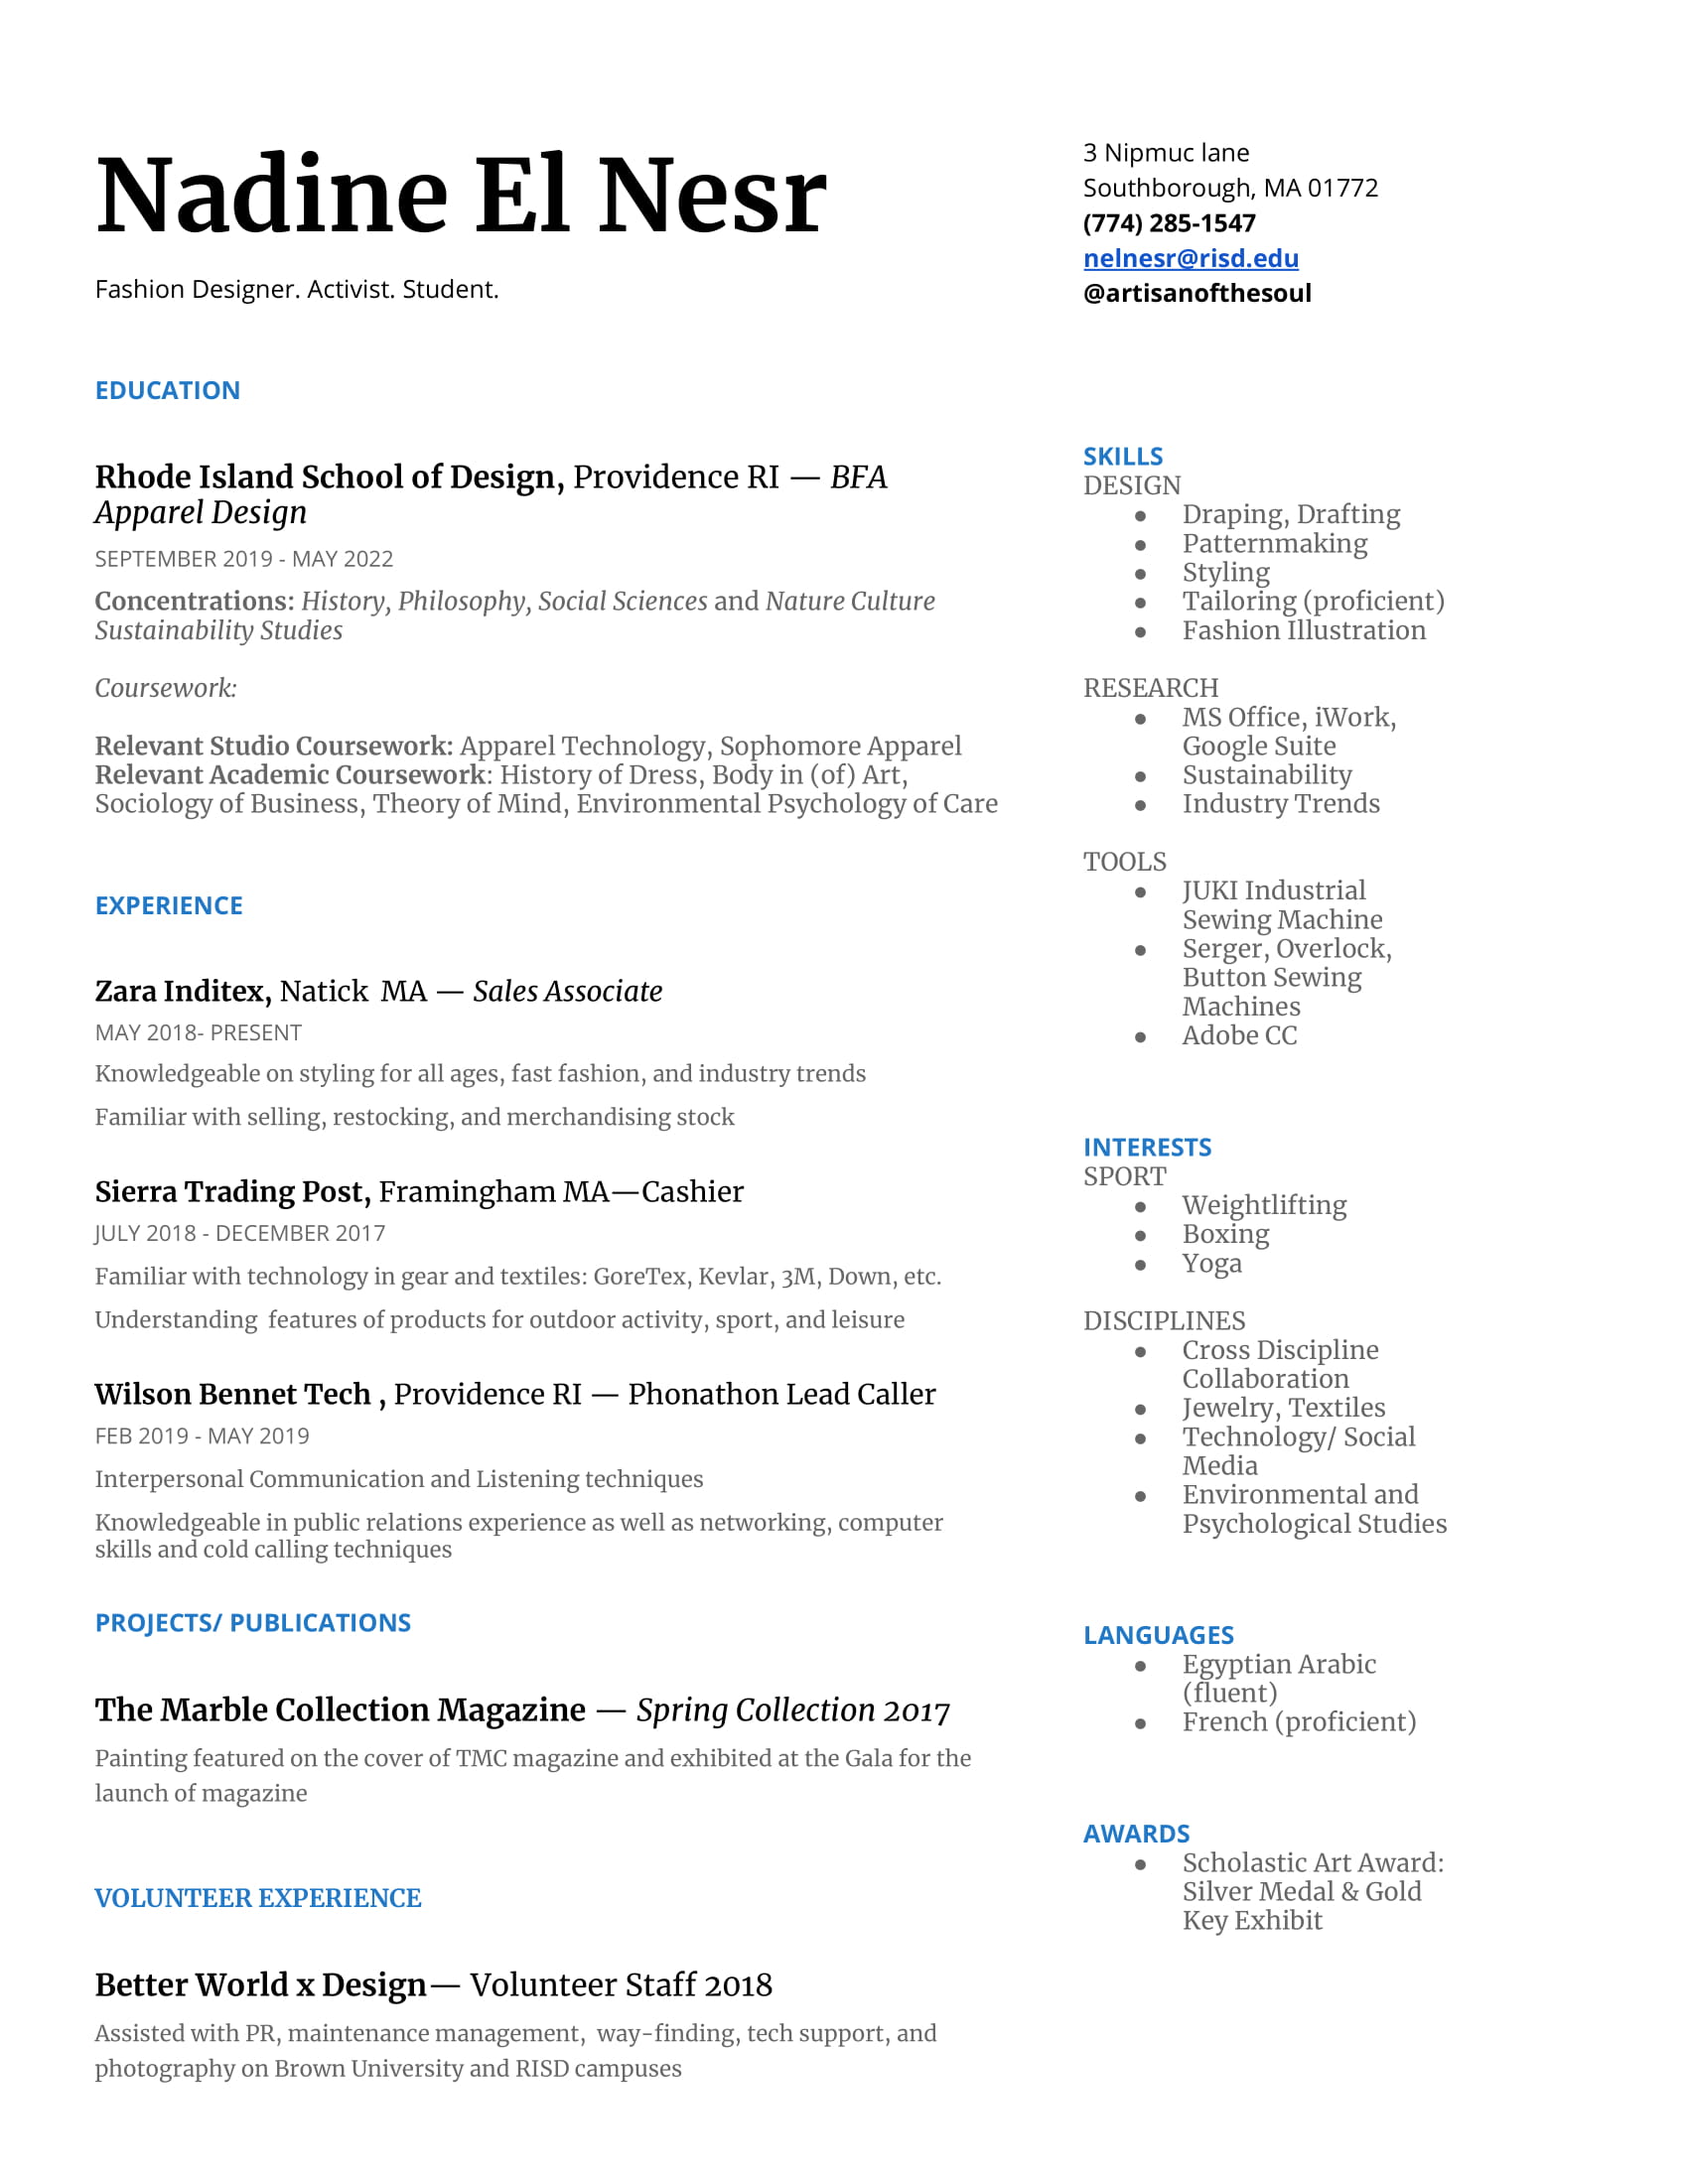 Nadine El Nesr
Fashion Designer. Activist. Student.
3 Nipmuc lane
Southborough, MA 01772
(774) 285-1547
nelnesr@risd.edu
@artisanofthesoul
EDUCATION
Rhode Island School of Design, Providence RI — BFA
Apparel Design
SEPTEMBER 2019 - MAY 2022
Concentrations: History, Philosophy, Social Sciences and Nature Culture
Sustainability Studies
Coursework:
Relevant Studio Coursework: Apparel Technology, Sophomore Apparel
Relevant Academic Coursework: History of Dress, Body in (of) Art,
Sociology of Business, Theory of Mind, Environmental Psychology of Care
EXPERIENCE
Zara Inditex, Natick  MA — Sales Associate
MAY 2018- PRESENT
Knowledgeable on styling for all ages, fast fashion, and industry trends
Familiar with selling, restocking, and merchandising stock
Sierra Trading Post, Framingham MA—Cashier
JULY 2018 - DECEMBER 2017
Familiar with technology in gear and textiles: GoreTex, Kevlar, 3M, Down, etc.
Understanding  features of products for outdoor activity, sport, and leisure
Wilson Bennet Tech , Providence RI — Phonathon Lead Caller
FEB 2019 - MAY 2019
Interpersonal Communication and Listening techniques
Knowledgeable in public relations experience as well as networking, computer
skills and cold calling techniques
PROJECTS/ PUBLICATIONS
The Marble Collection Magazine — Spring Collection 2017
Painting featured on the cover of TMC magazine and exhibited at the Gala for the
launch of magazine
VOLUNTEER EXPERIENCE
Better World x Design— Volunteer Staff 2018
Assisted with PR, maintenance management,  way-finding, tech support, and
photography on Brown University and RISD campuses
SKILLS
DESIGN
● Draping, Drafting
● Patternmaking
● Styling
● Tailoring (proficient)
● Fashion Illustration
RESEARCH
● MS Office, iWork,
Google Suite
● Sustainability
● Industry Trends
TOOLS
● JUKI Industrial
Sewing Machine
● Serger, Overlock,
Button Sewing
Machines
● Adobe CC
INTERESTS
SPORT
● Weightlifting
● Boxing
● Yoga
DISCIPLINES
● Cross Discipline
Collaboration
● Jewelry, Textiles
● Technology/ Social
Media
● Environmental and
Psychological Studies
LANGUAGES
● Egyptian Arabic
(fluent)
● French (proficient)
AWARDS
● Scholastic Art Award:
Silver Medal & Gold
Key Exhibit